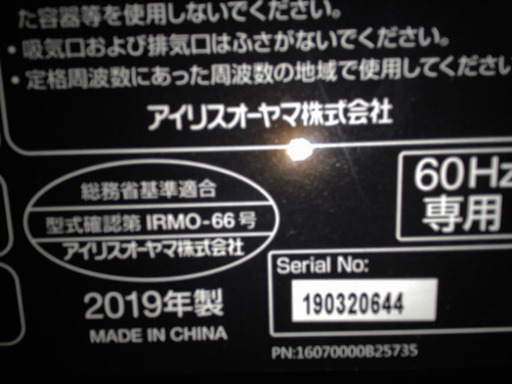 た容器等を使用しないでください。
・吸気口および排気口はふさがないでください。
・定格周波数にあった周波数の地域で使用してください
アイリスオーヤマ株式会社
60Hz
専用
総務省基準適合
型式確認第 IRMO-66号
アイリスオーヤマ株式会社
Serial No:
190320644
2019年製
MADE IN CHINA
PN:16070000B25735